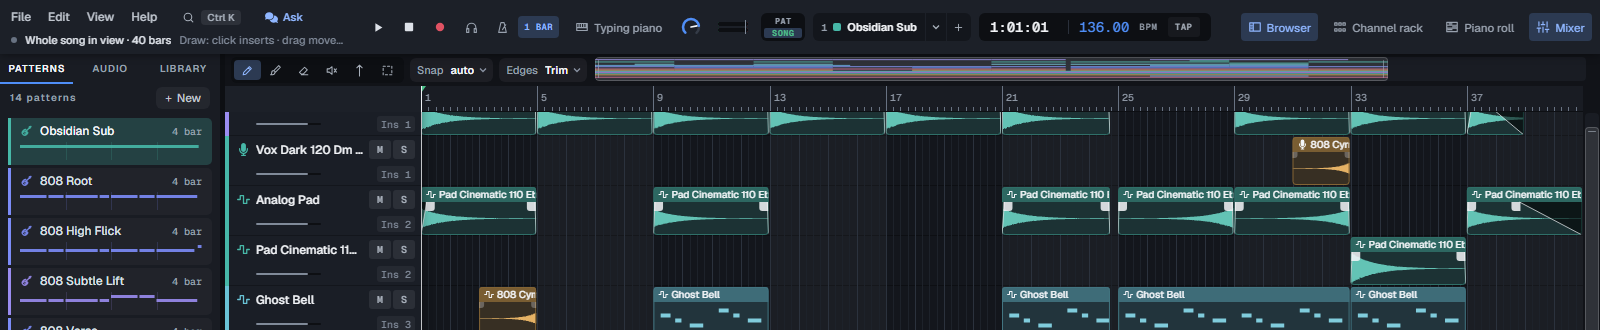 File Edit View Help Ctrl K Ask
Whole song in view · 40 bars Draw: click inserts · drag move…
1 BAR Typing piano PAT SONG 1 Obsidian Sub + 1:01:01 136.00 BPM TAP Browser Channel rack Piano roll Mixer
PATTERNS AUDIO LIBRARY
Snap auto Edges Trim
14 patterns + New
1 5 9 13 17 21 25 29 33 37
Obsidian Sub 4 bar
808 Root 4 bar
808 High Flick 4 bar
808 Subtle Lift 4 bar
Ins 1
Vox Dark 120 Dm ... M S 808 Cym
Ins 1
Analog Pad M S Pad Cinematic 110 Eb Pad Cinematic 110 Eb Pad Cinematic 110 Pad Cinematic 110 Eb Pad Cinematic 110 Eb Pad Cinematic 110 Eb
Ins 2
Pad Cinematic 11... M S Pad Cinematic 110 Eb
Ins 2
Ghost Bell M S 808 Cym Ghost Bell Ghost Bell Ghost Bell Ghost Bell
Ins 3